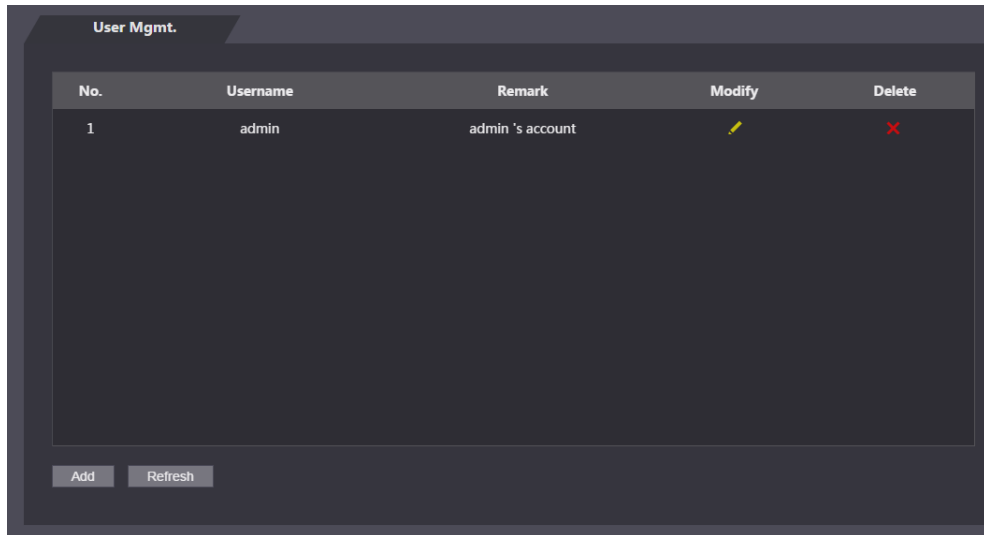 User Mgmt.
No. Username Remark Modify Delete
1 admin admin 's account
Add Refresh